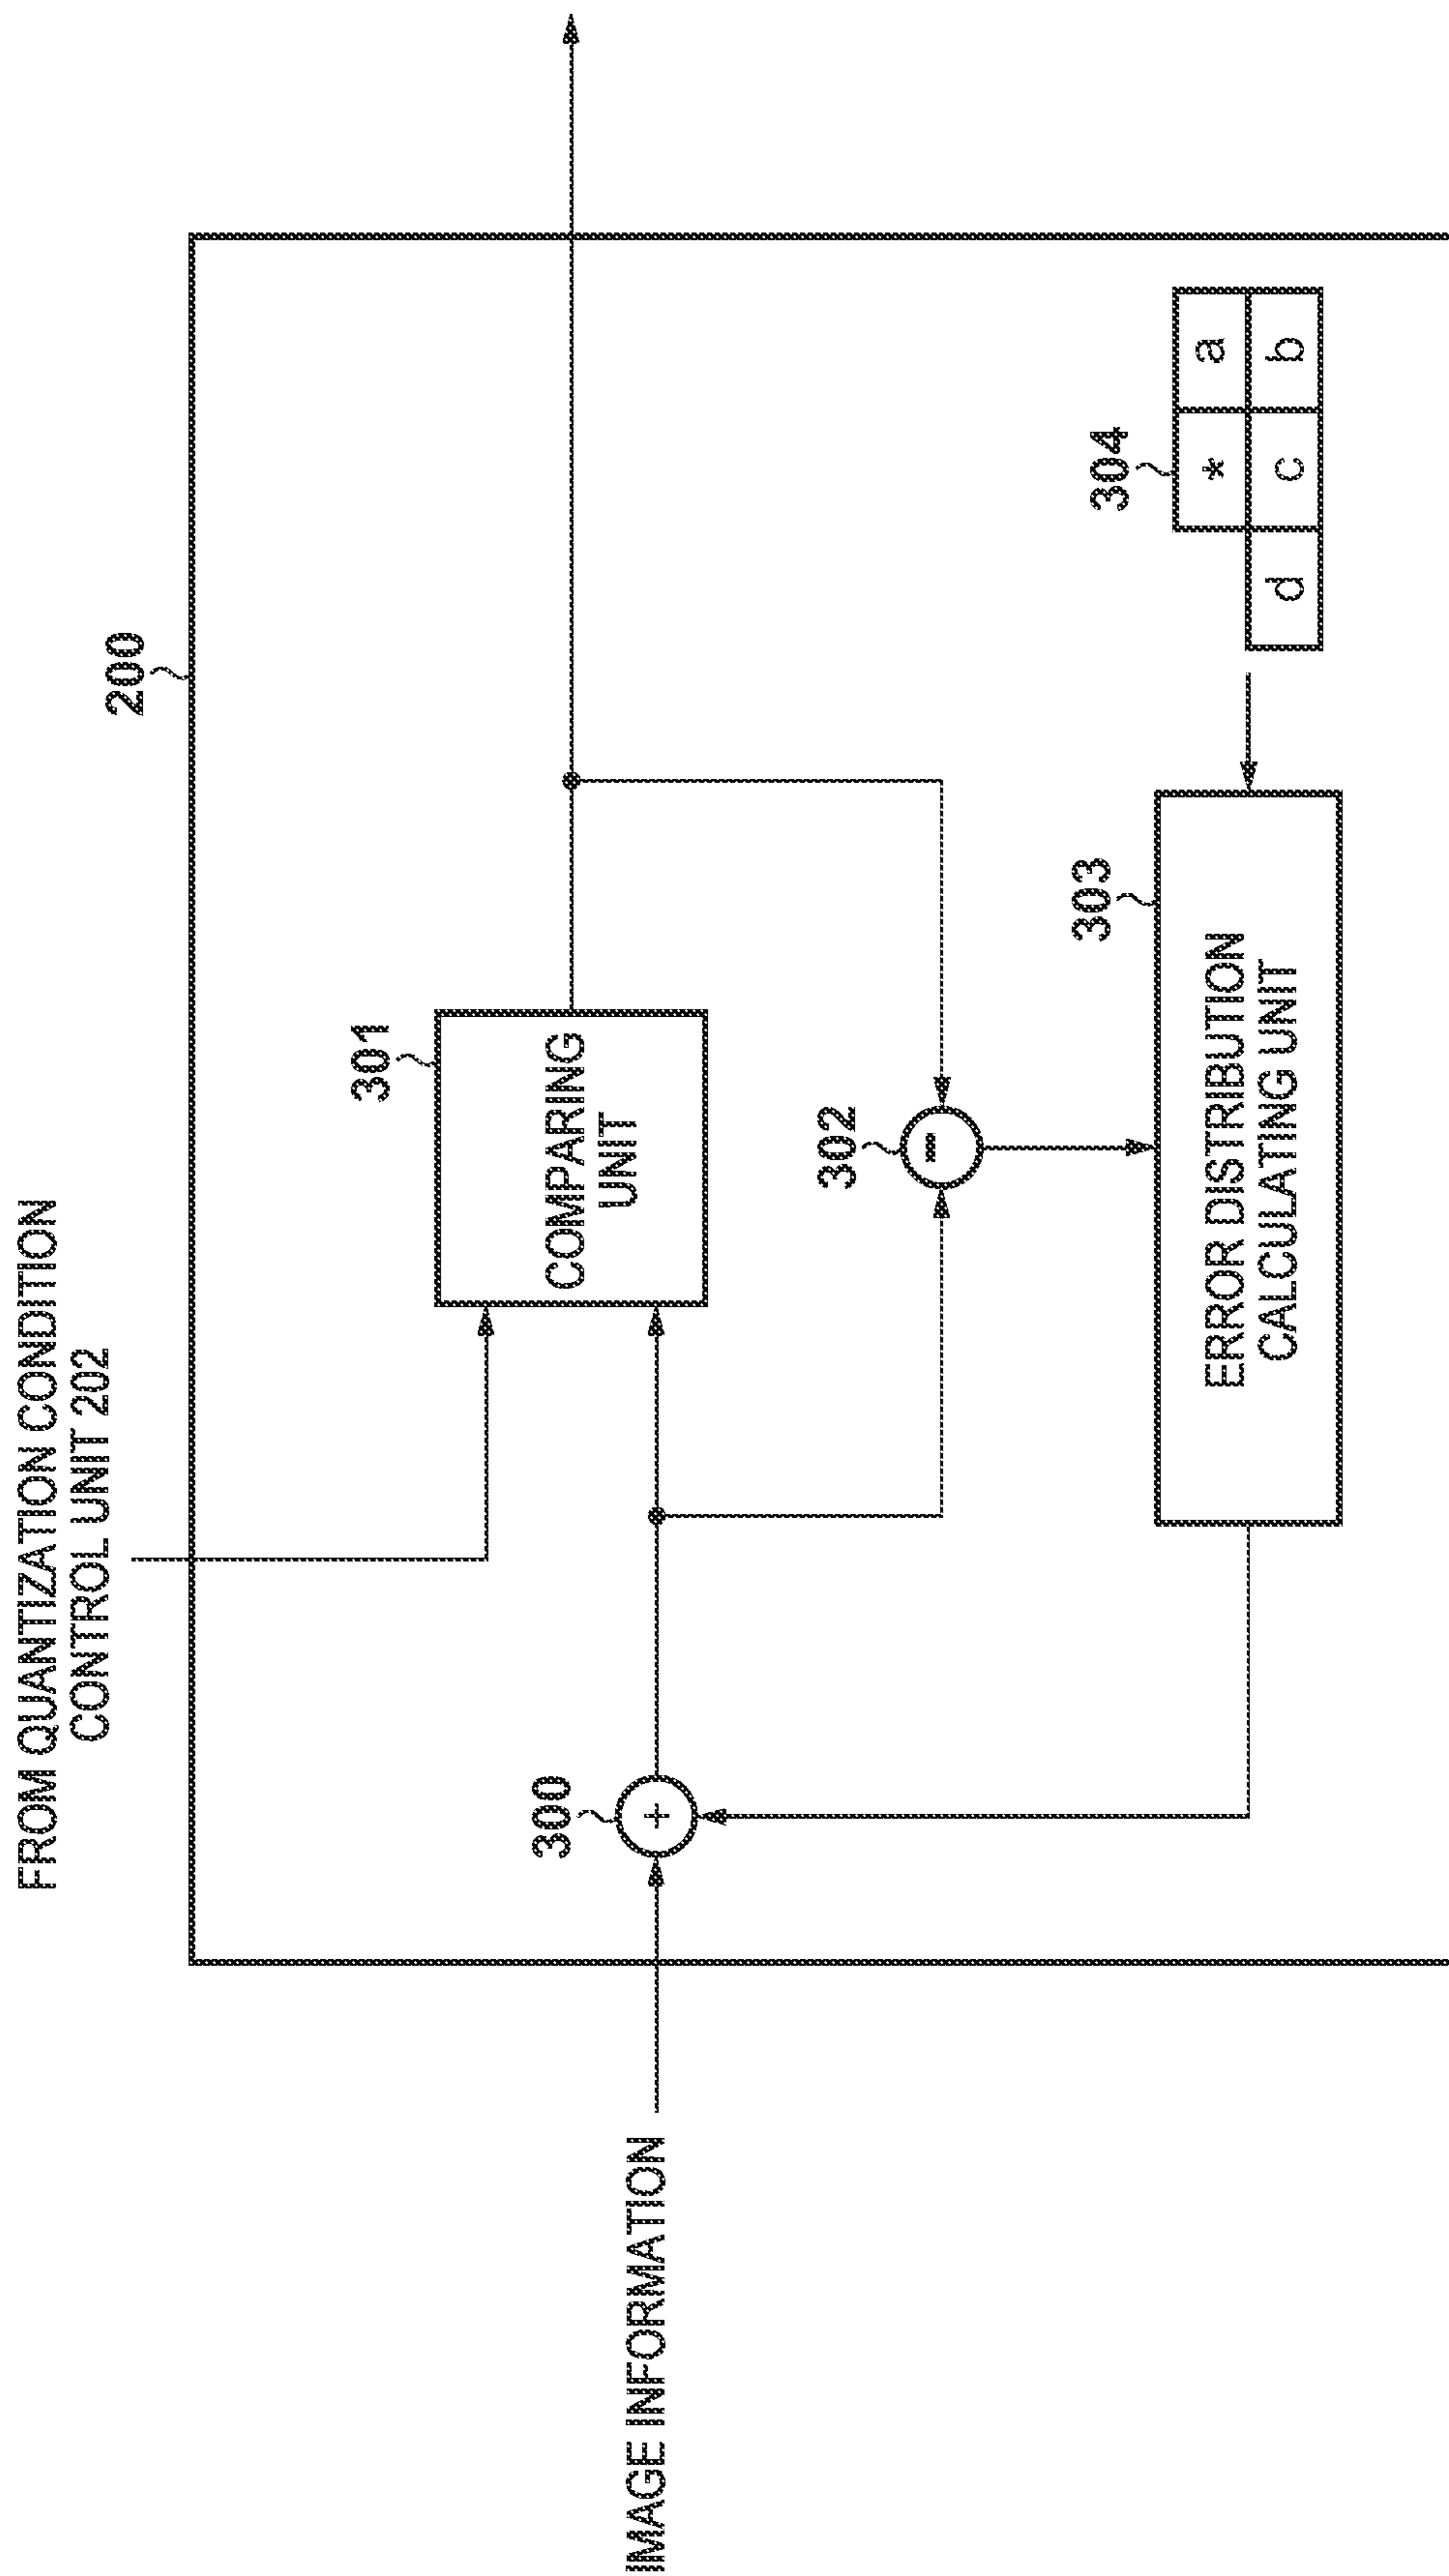 FROM QUANTIZATION CONDITION
CONTROL UNIT 202
200
301
COMPARING
UNIT
300
+
IMAGE INFORMATION
302
−
303
ERROR DISTRIBUTION
CALCULATING UNIT
304
* a
d c b